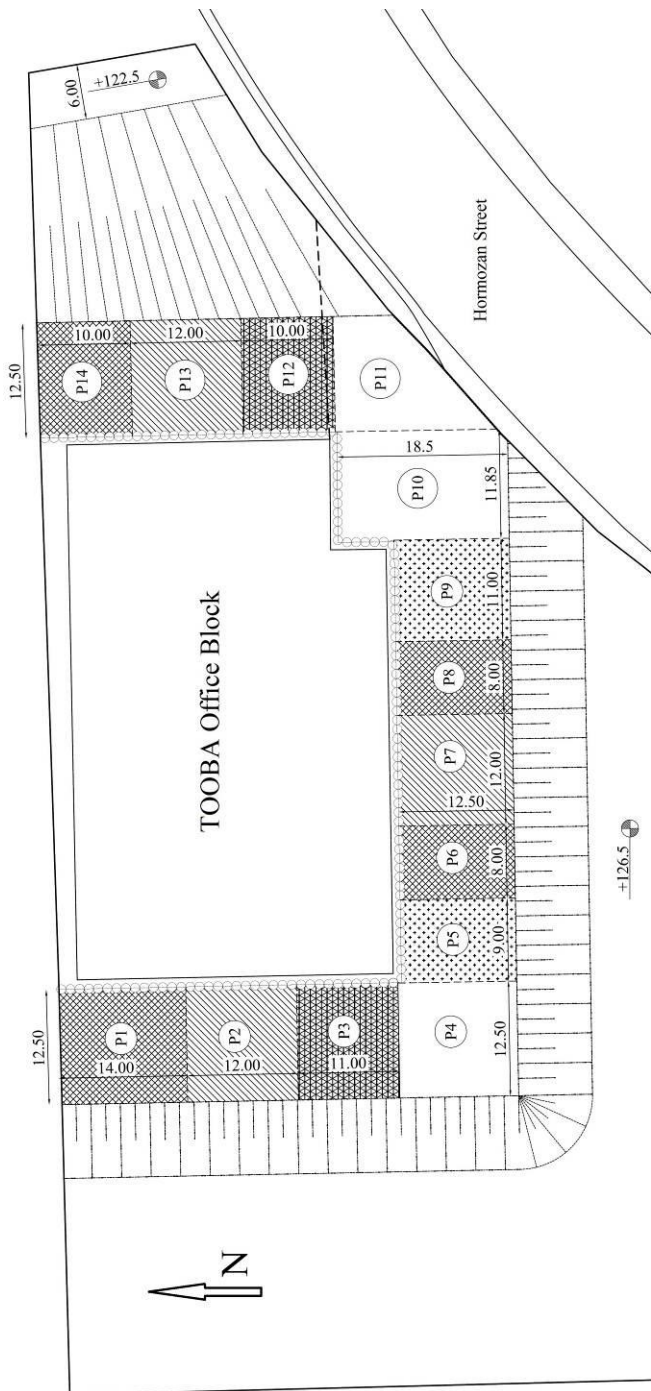 6.00
+122.5
12.50
10.00
12.00
10.00
P14
P13
P12
P11
Hormozan Street
18.5
11.85
P10
TOOBA Office Block
P9
11.00
P8
8.00
P7
12.00
12.50
P6
8.00
P5
9.00
+126.5
12.50
P1
14.00
P2
12.00
P3
11.00
P4
12.50
N